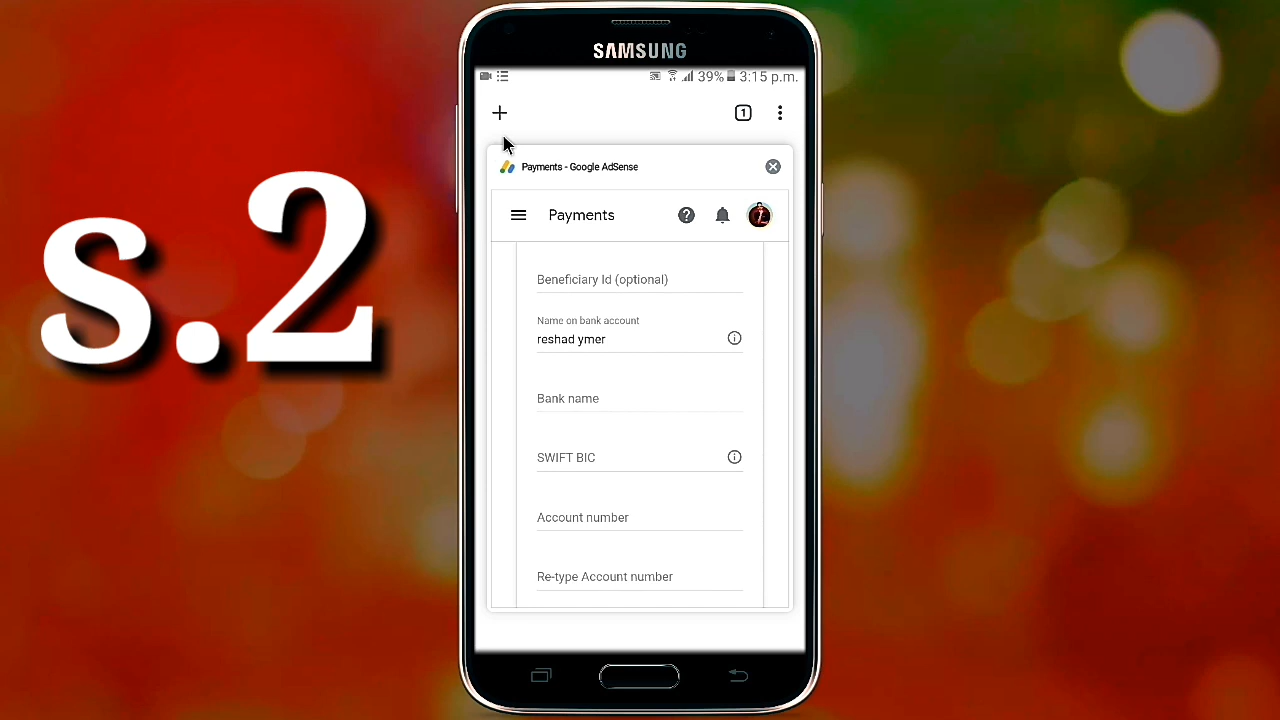 SAMSUNG
39% 3:15 p.m.
1
Payments - Google AdSense
Payments
Beneficiary Id (optional)
Name on bank account
reshad ymer
Bank name
SWIFT BIC
Account number
Re-type Account number
s.2